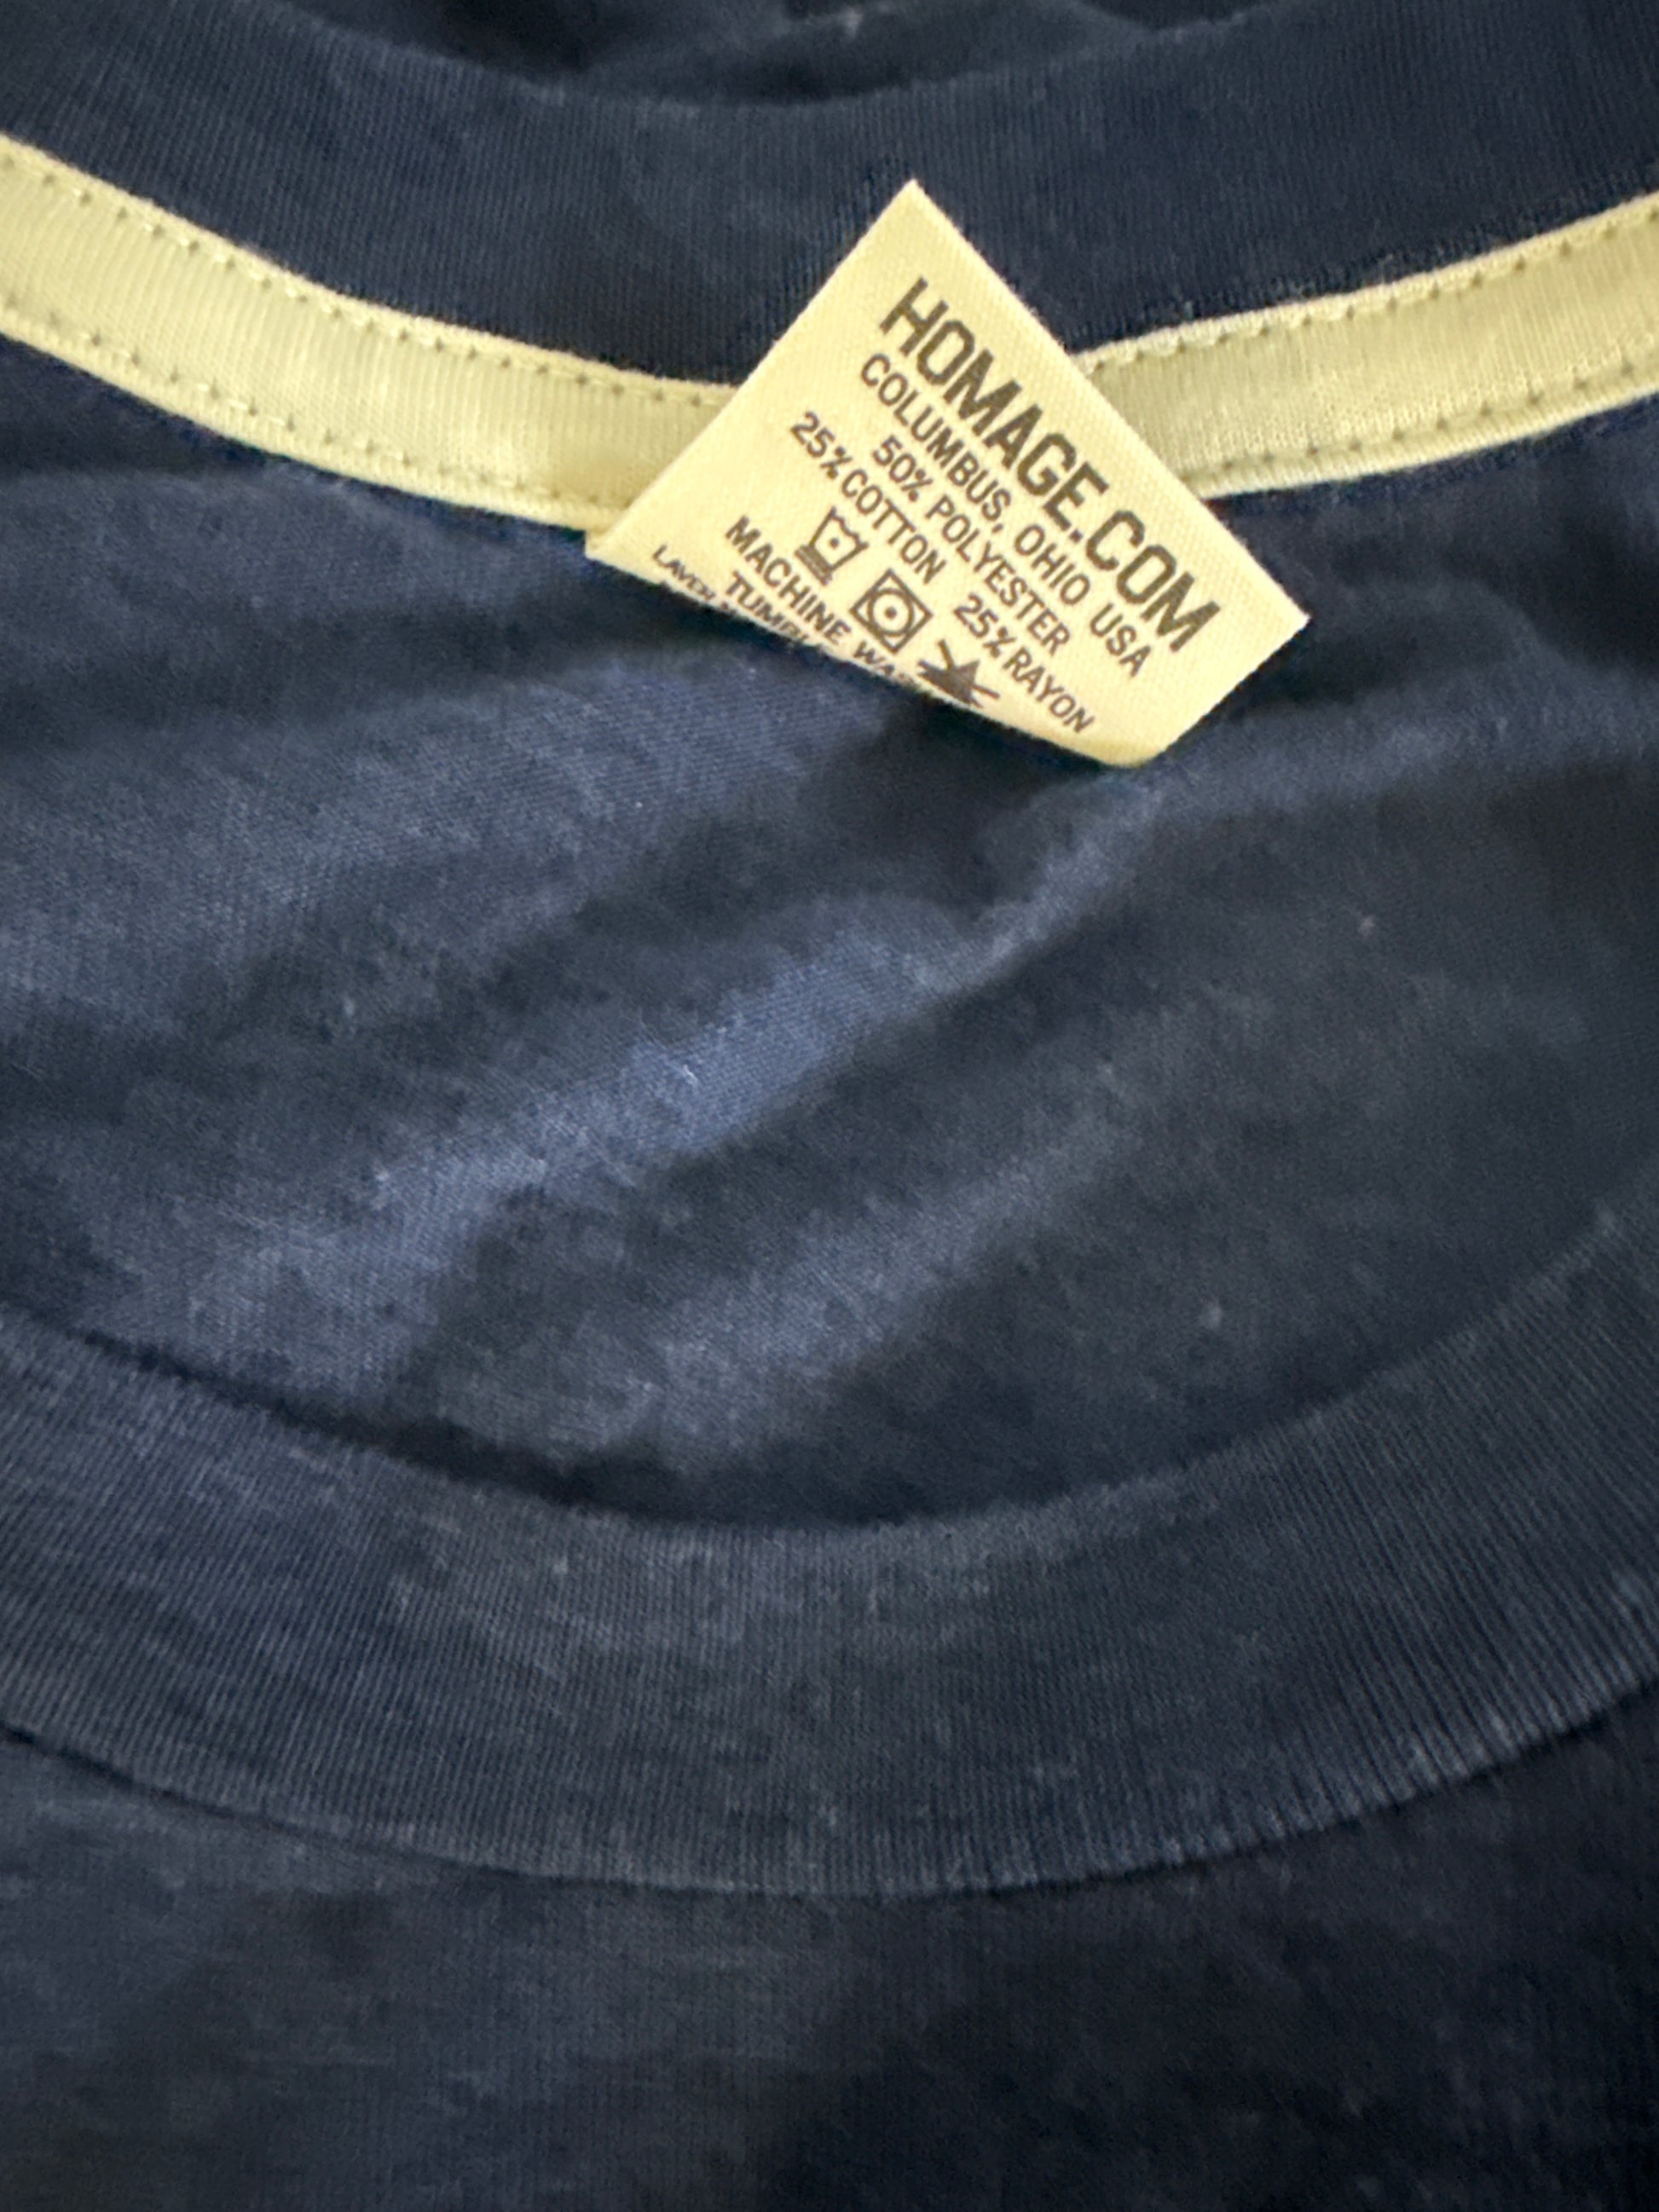 HOMAGE.COM
COLUMBUS, OHIO USA
50% POLYESTER
25% COTTON 25% RAYON
MACHINE